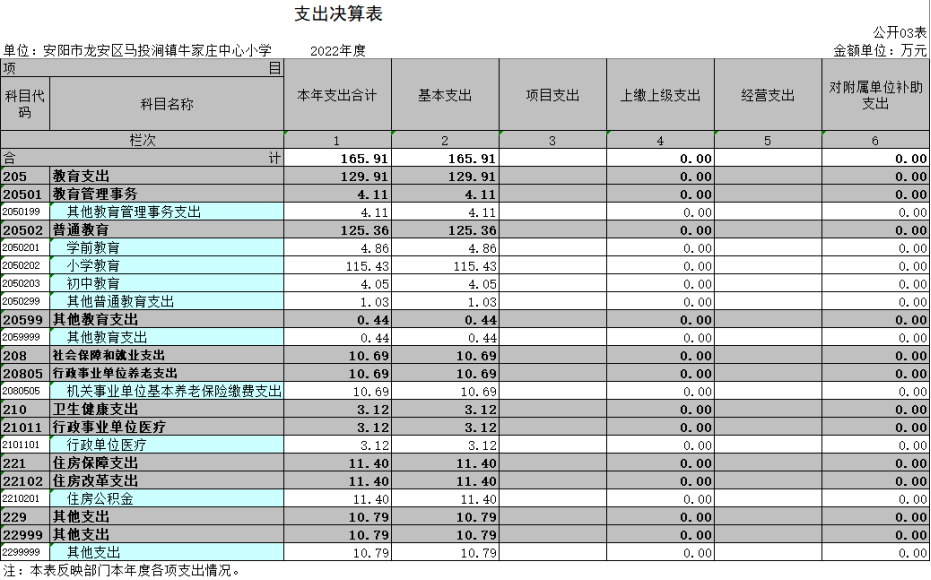 支出决算表
公开03表
单位：安阳市龙安区马投涧镇牛家庄中心小学 2022年度 金额单位：万元
项 目 本年支出合计 基本支出 项目支出 上缴上级支出 经营支出 对附属单位补助支出
科目代码 科目名称
栏次 1 2 3 4 5 6
合 计 165.91 165.91 0.00 0.00
205 教育支出 129.91 129.91 0.00 0.00
20501 教育管理事务 4.11 4.11 0.00 0.00
2050199 其他教育管理事务支出 4.11 4.11 0.00 0.00
20502 普通教育 125.36 125.36 0.00 0.00
2050201 学前教育 4.86 4.86 0.00 0.00
2050202 小学教育 115.43 115.43 0.00 0.00
2050203 初中教育 4.05 4.05 0.00 0.00
2050299 其他普通教育支出 1.03 1.03 0.00 0.00
20599 其他教育支出 0.44 0.44 0.00 0.00
2059999 其他教育支出 0.44 0.44 0.00 0.00
208 社会保障和就业支出 10.69 10.69 0.00 0.00
20805 行政事业单位养老支出 10.69 10.69 0.00 0.00
2080505 机关事业单位基本养老保险缴费支出 10.69 10.69 0.00 0.00
210 卫生健康支出 3.12 3.12 0.00 0.00
21011 行政事业单位医疗 3.12 3.12 0.00 0.00
2101101 行政单位医疗 3.12 3.12 0.00 0.00
221 住房保障支出 11.40 11.40 0.00 0.00
22102 住房改革支出 11.40 11.40 0.00 0.00
2210201 住房公积金 11.40 11.40 0.00 0.00
229 其他支出 10.79 10.79 0.00 0.00
22999 其他支出 10.79 10.79 0.00 0.00
2299999 其他支出 10.79 10.79 0.00 0.00
注：本表反映部门本年度各项支出情况。